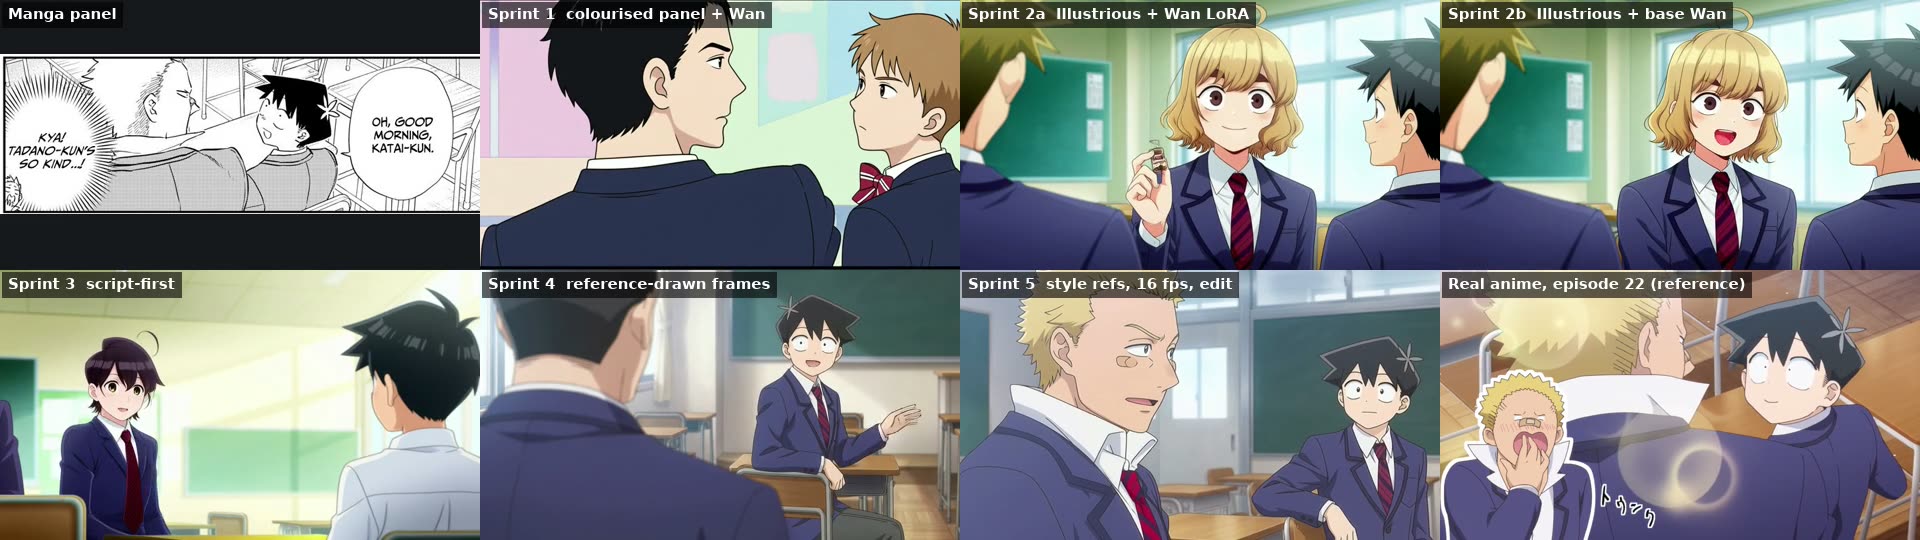 Manga panel
KYA!
TADANO-KUN'S
SO KIND...!
OH, GOOD
MORNING,
KATAI-KUN.
Sprint 1 colourised panel + Wan
Sprint 2a Illustrious + Wan LoRA
Sprint 2b Illustrious + base Wan
Sprint 3 script-first
Sprint 4 reference-drawn frames
Sprint 5 style refs, 16 fps, edit
Real anime, episode 22 (reference)
トゥンク